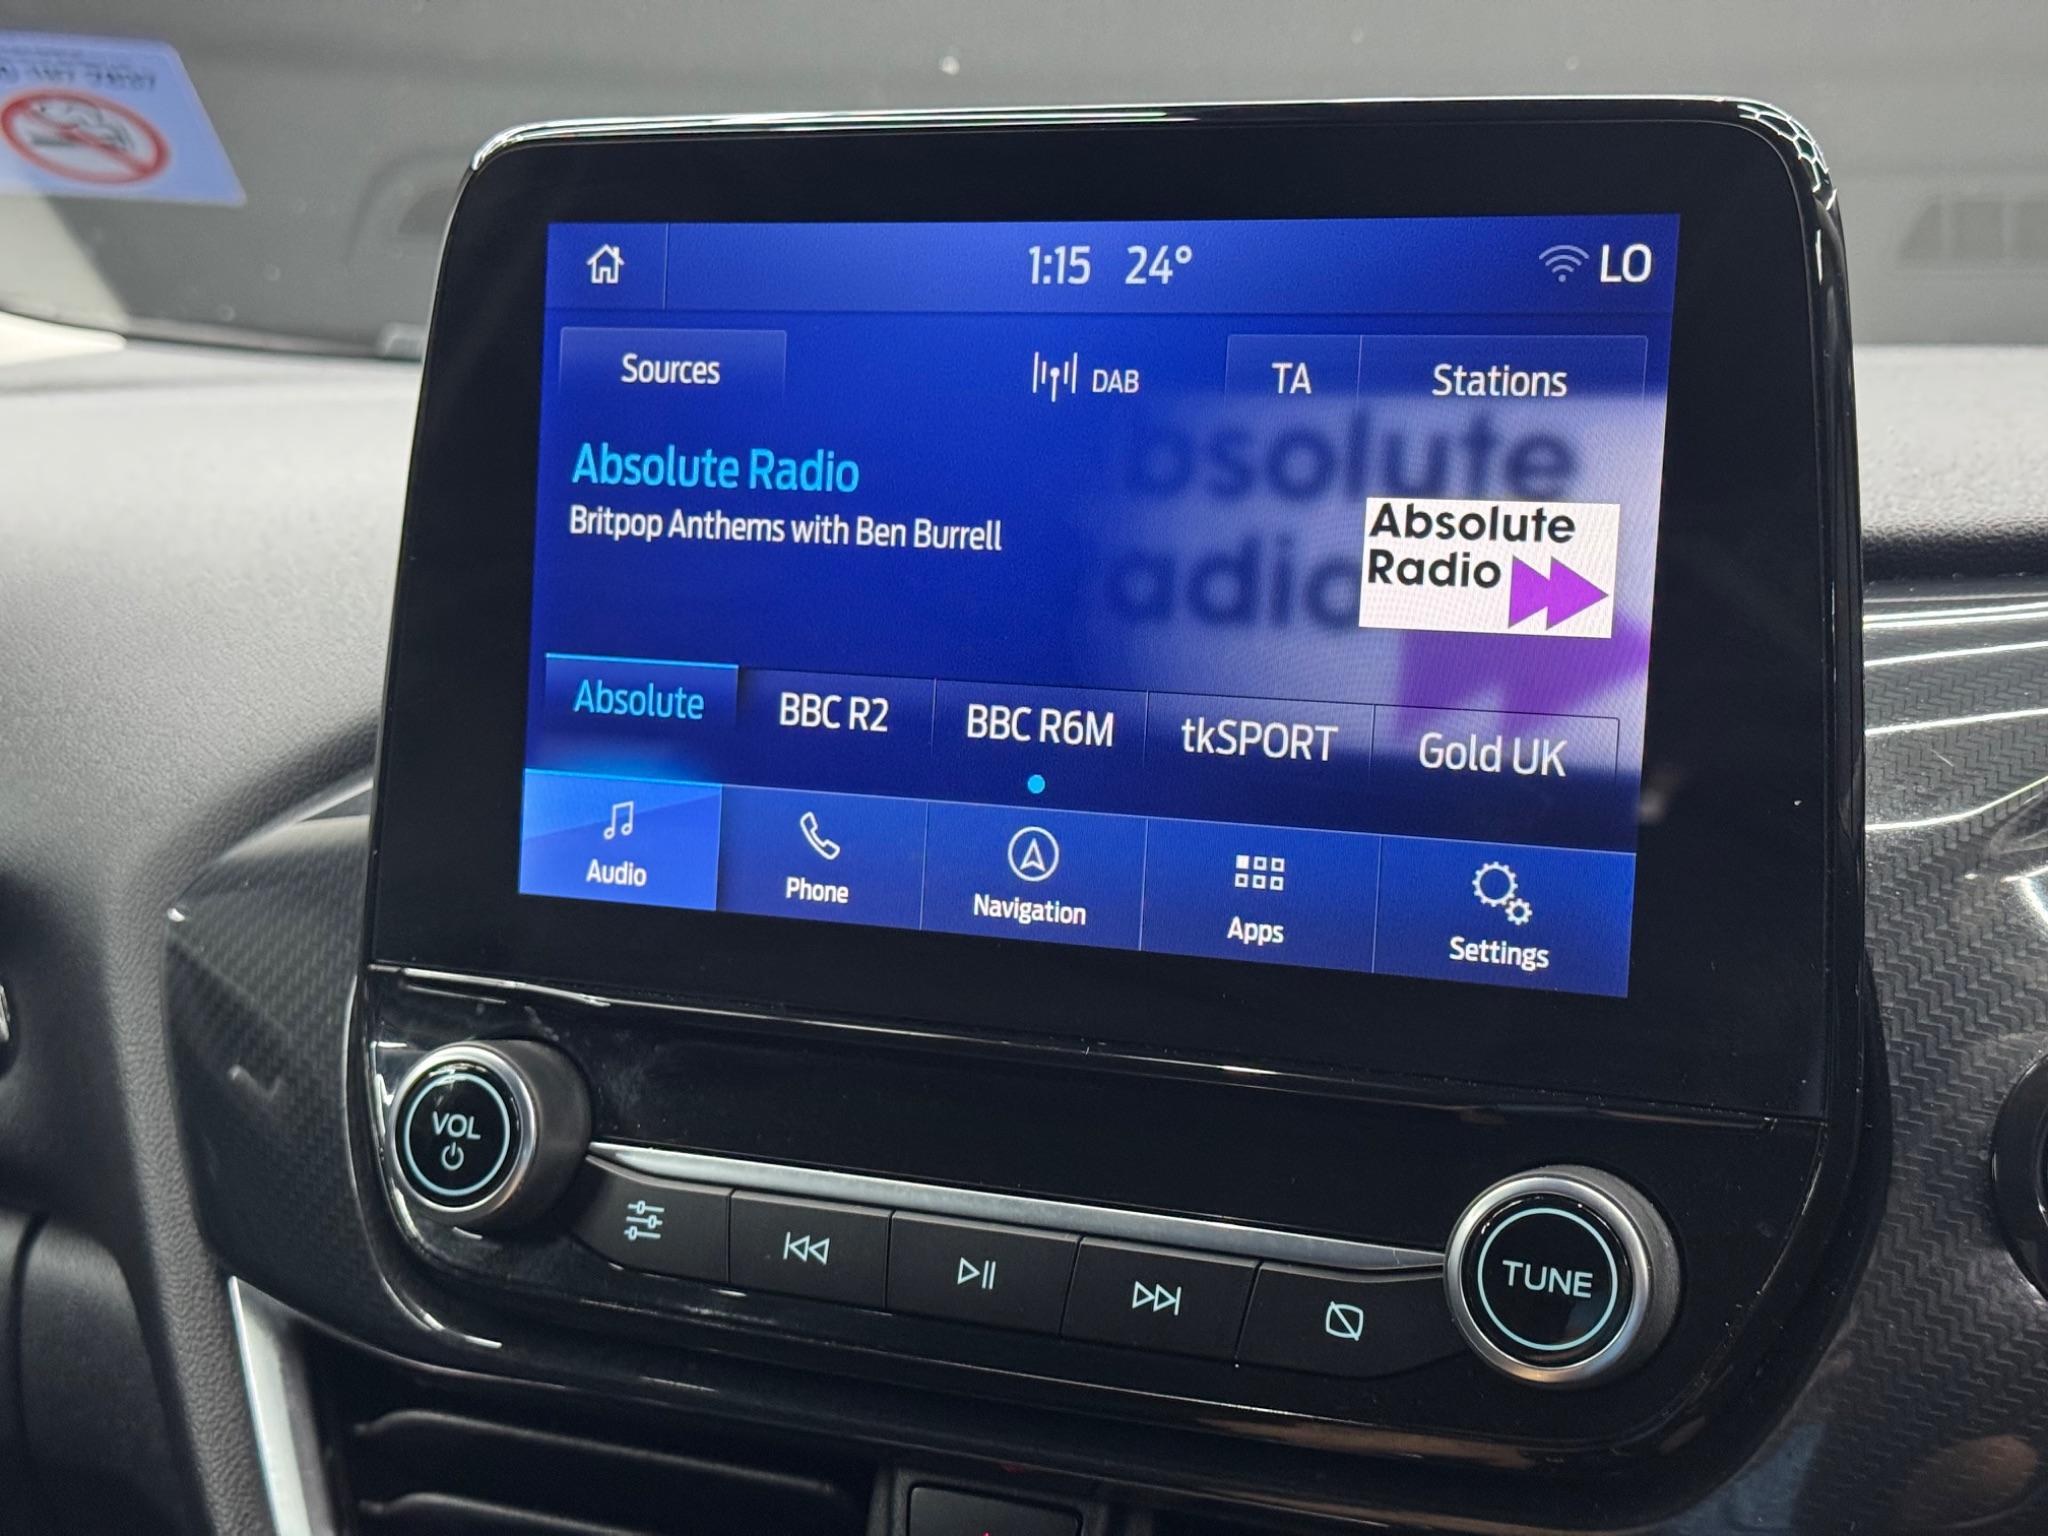 1:15 24° LO
Sources DAB TA Stations
Absolute Radio
Britpop Anthems with Ben Burrell
Absolute
Radio
Absolute BBC R2 BBC R6M tkSPORT Gold UK
Audio Phone Navigation Apps Settings
VOL
TUNE